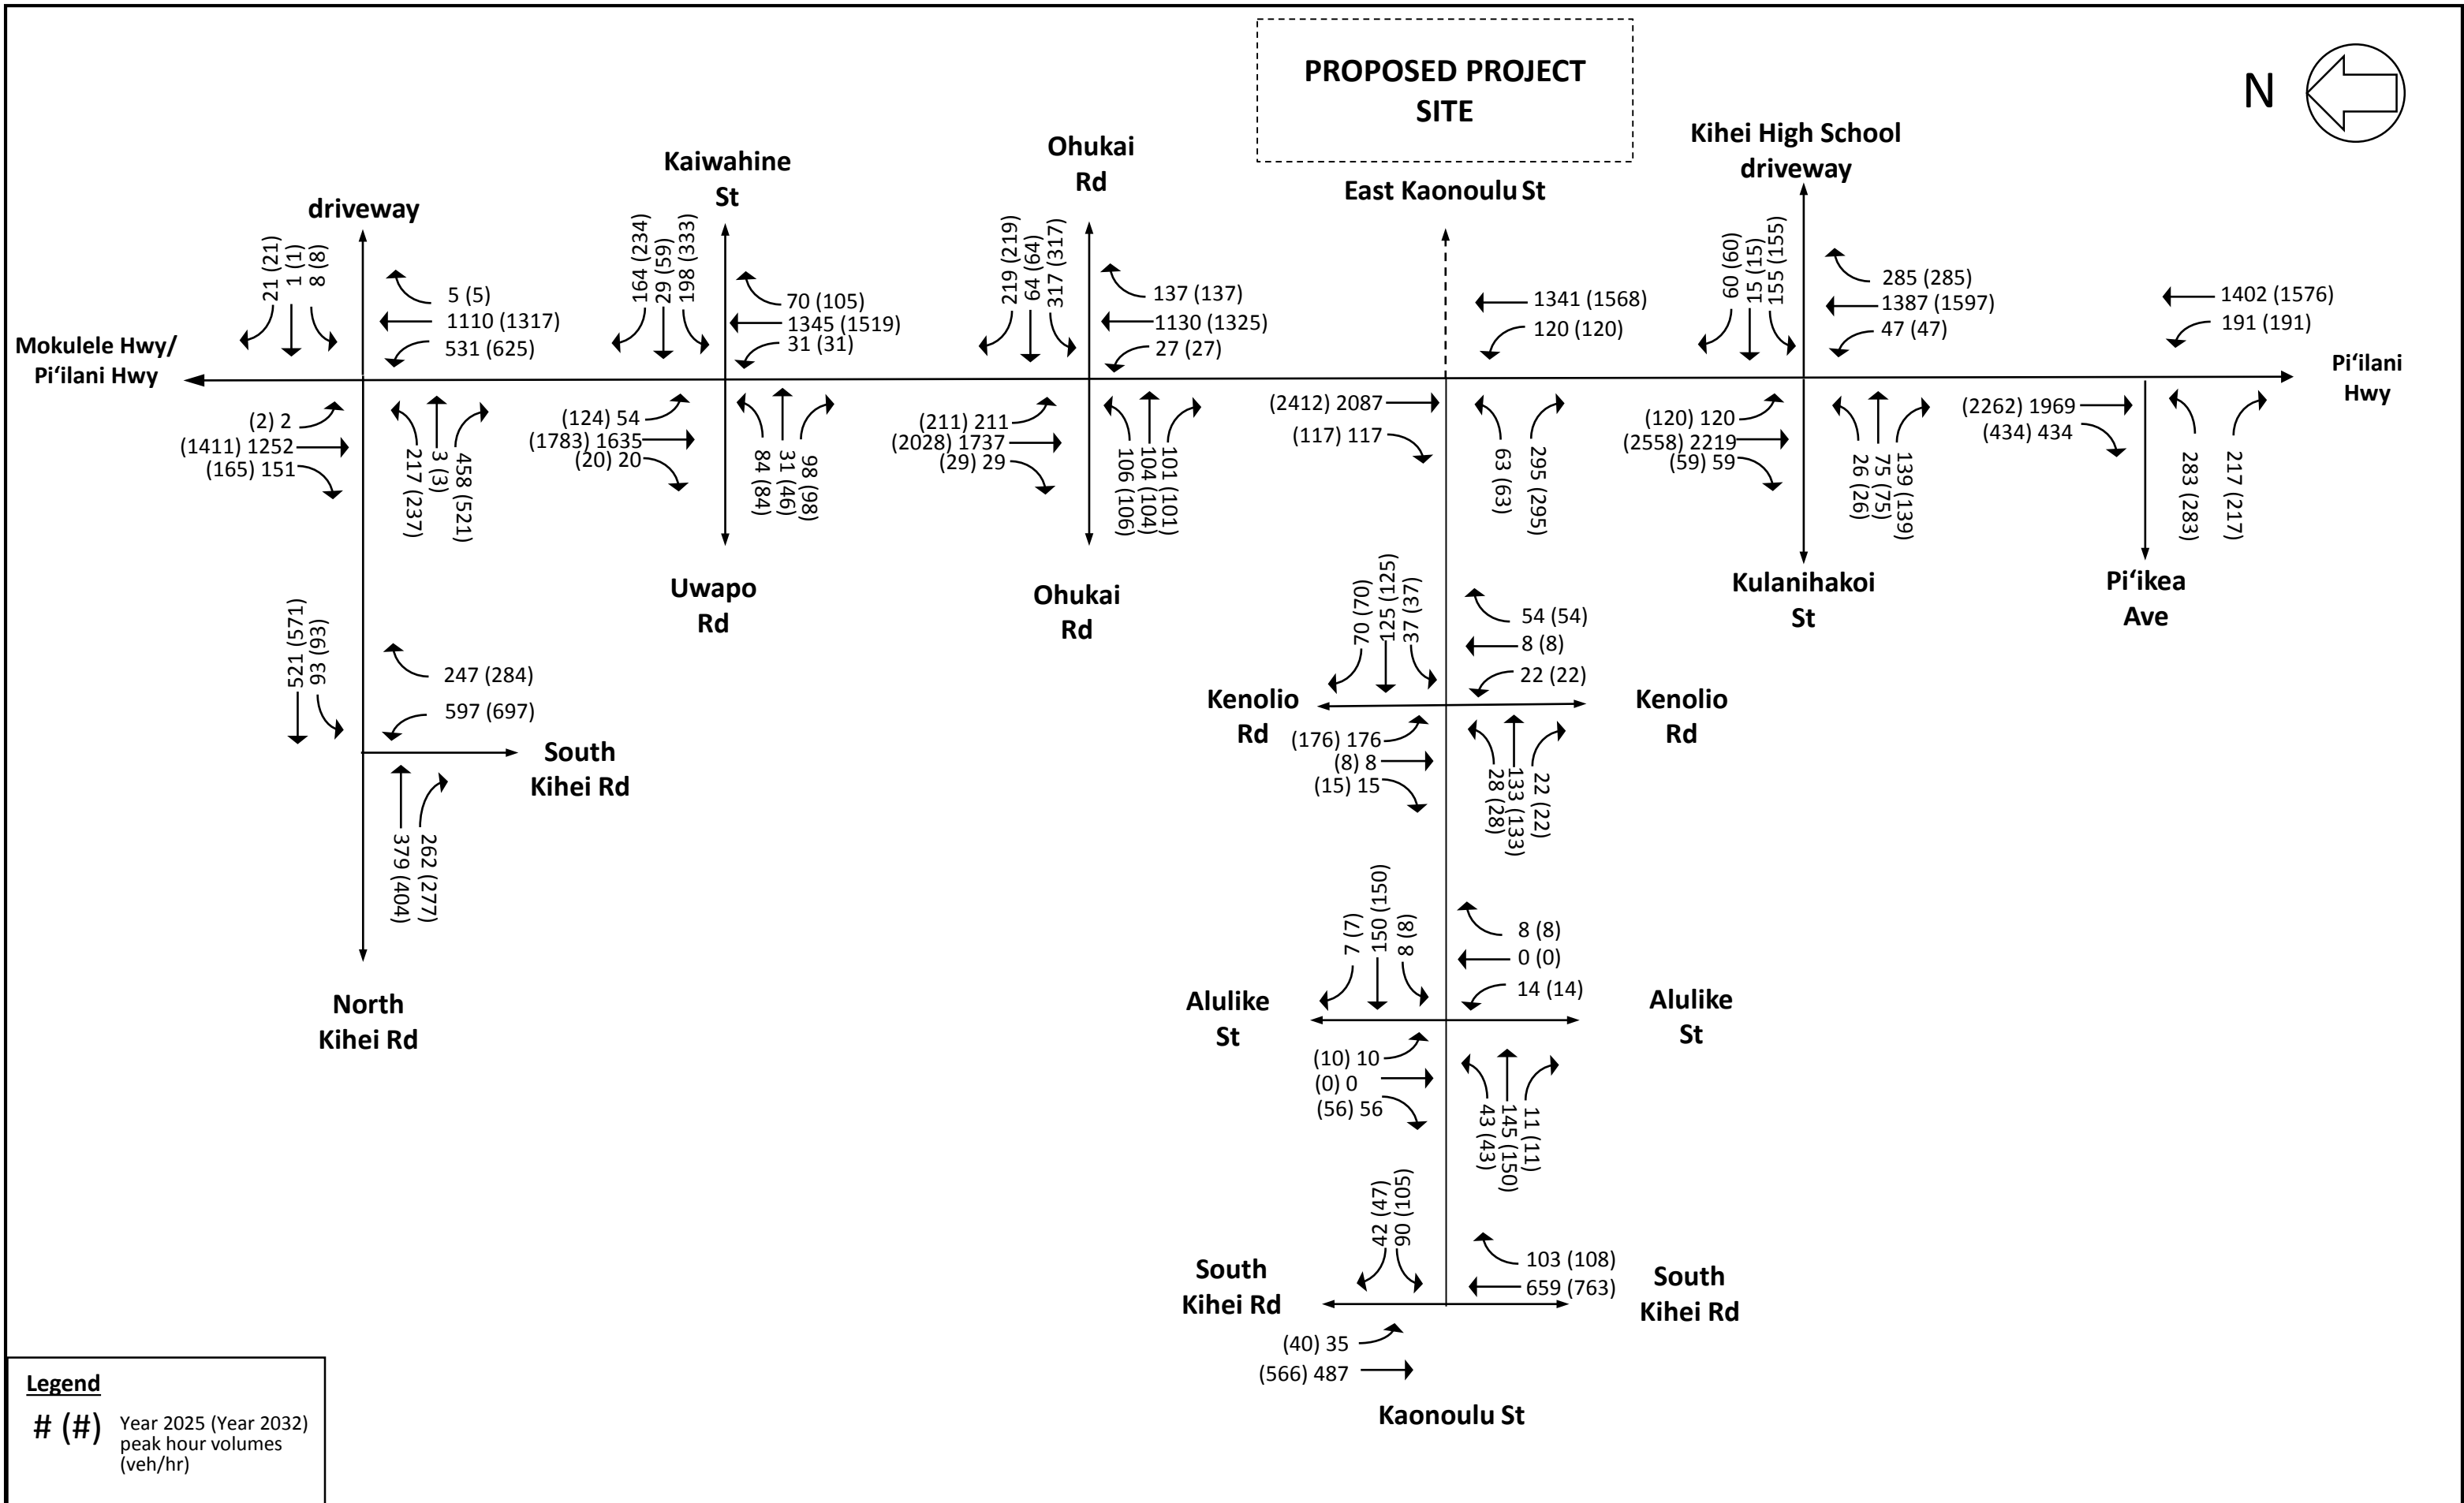 PROPOSED PROJECT
SITE
N
driveway
Kaiwahine
St
Ohukai
Rd
East Kaonoulu St
Kihei High School
driveway
Mokulele Hwy/
Pi‘ilani Hwy
21 (21)
1 (1)
8 (8)
5 (5)
1110 (1317)
531 (625)
(2) 2
(1411) 1252
(165) 151
217 (237)
3 (3)
458 (521)
164 (234)
29 (59)
198 (333)
70 (105)
1345 (1519)
31 (31)
(124) 54
(1783) 1635
(20) 20
84 (84)
31 (46)
98 (98)
219 (219)
64 (64)
317 (317)
137 (137)
1130 (1325)
27 (27)
(211) 211
(2028) 1737
(29) 29
106 (106)
104 (104)
101 (101)
1341 (1568)
120 (120)
(2412) 2087
(117) 117
63 (63)
295 (295)
60 (60)
15 (15)
155 (155)
285 (285)
1387 (1597)
47 (47)
(120) 120
(2558) 2219
(59) 59
26 (26)
75 (75)
139 (139)
1402 (1576)
191 (191)
(2262) 1969
(434) 434
283 (283)
217 (217)
Pi‘ilani
Hwy
Uwapo
Rd
Ohukai
Rd
Kulanihakoi
St
Pi‘ikea
Ave
521 (571)
93 (93)
247 (284)
597 (697)
South
Kihei Rd
379 (404)
262 (277)
North
Kihei Rd
70 (70)
125 (125)
37 (37)
54 (54)
8 (8)
22 (22)
Kenolio
Rd
Kenolio
Rd
(176) 176
(8) 8
(15) 15
28 (28)
133 (133)
22 (22)
7 (7)
150 (150)
8 (8)
8 (8)
0 (0)
14 (14)
Alulike
St
Alulike
St
(10) 10
(0) 0
(56) 56
43 (43)
145 (150)
11 (11)
42 (47)
90 (105)
103 (108)
659 (763)
South
Kihei Rd
South
Kihei Rd
(40) 35
(566) 487
Kaonoulu St
Legend
# (#)
Year 2025 (Year 2032)
peak hour volumes
(veh/hr)